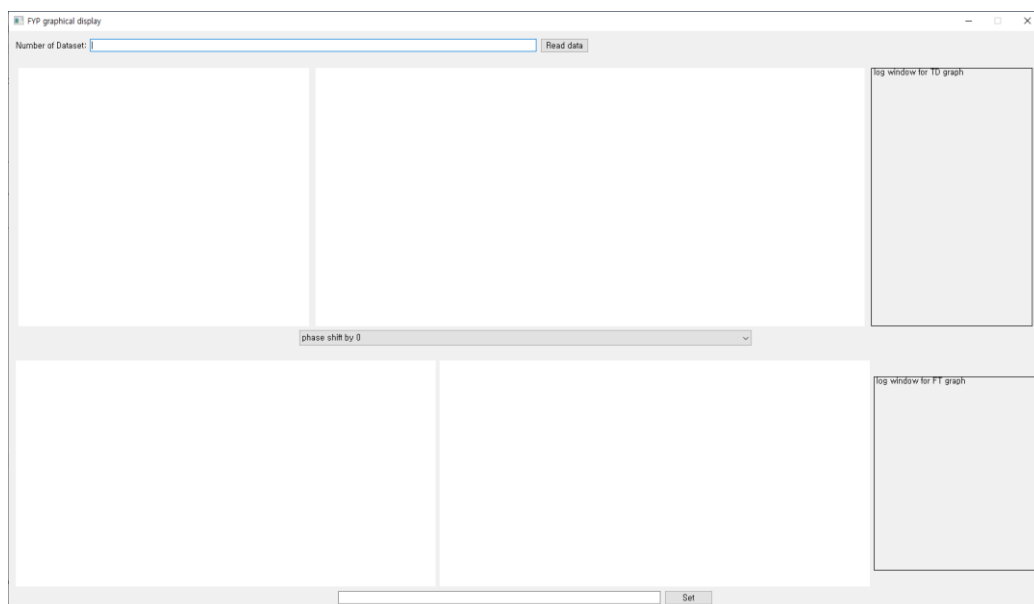 FYP graphical display
Number of Dataset: Read data
log window for TD graph
phase shift by 0
log window for FT graph
Set